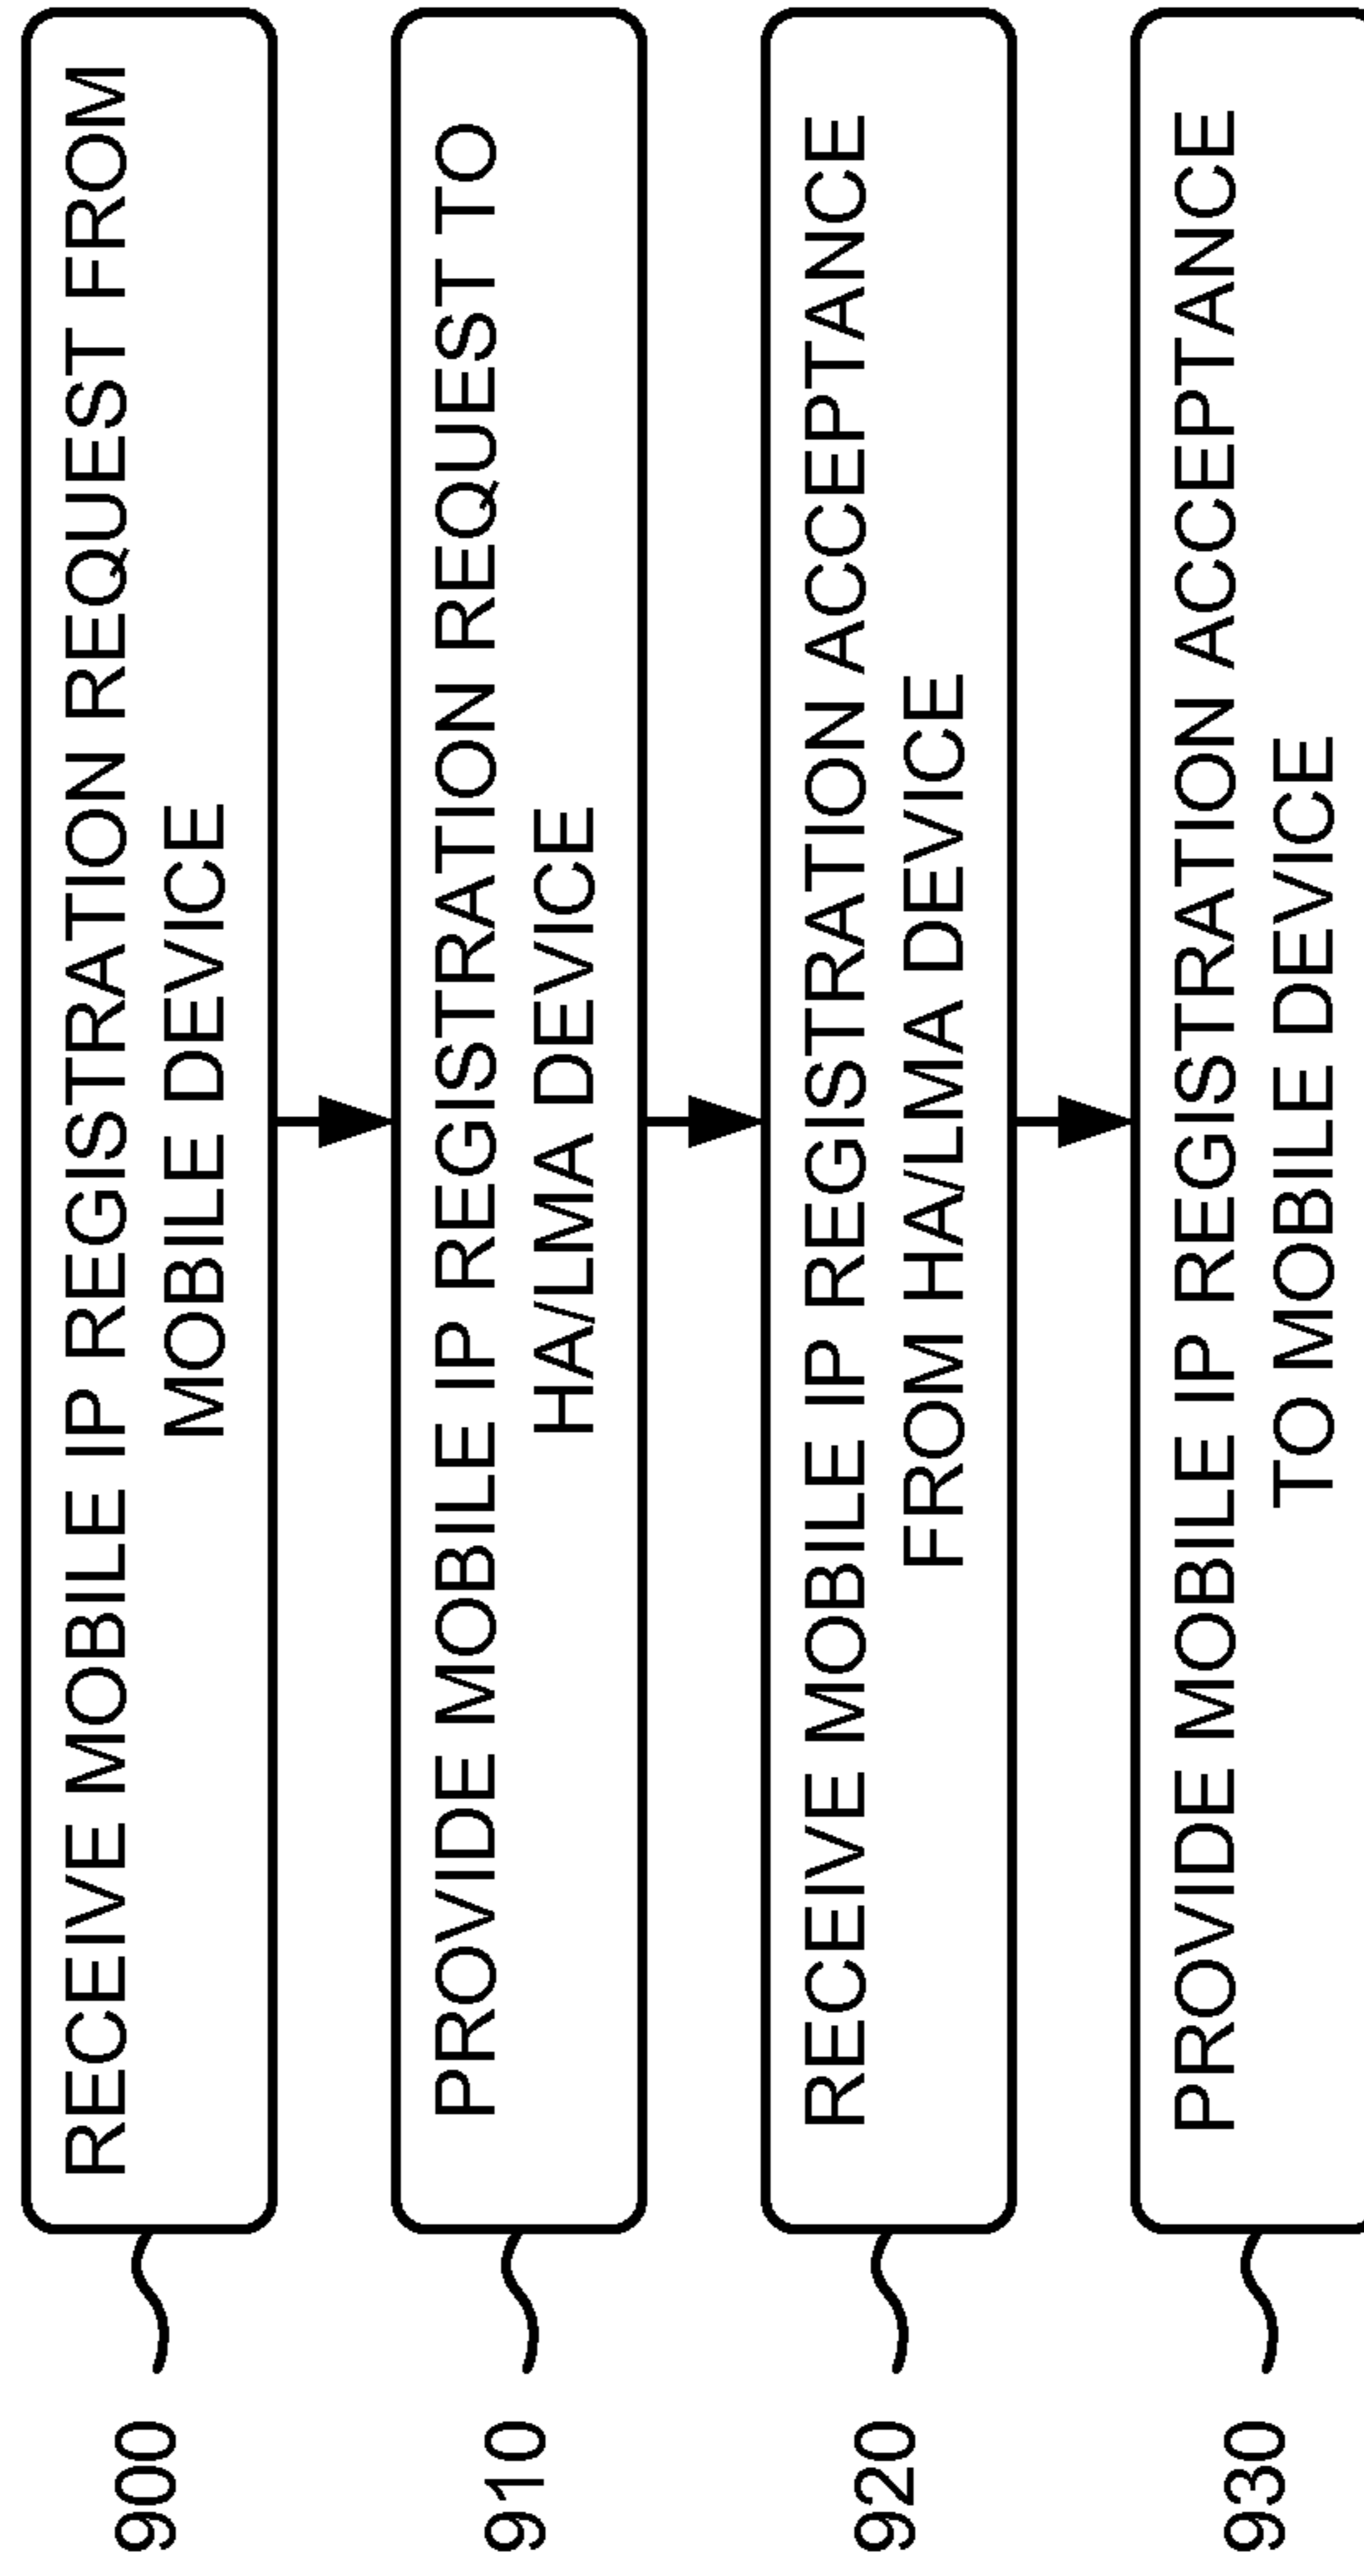 900
RECEIVE MOBILE IP REGISTRATION REQUEST FROM
MOBILE DEVICE
910
PROVIDE MOBILE IP REGISTRATION REQUEST TO
HA/LMA DEVICE
920
RECEIVE MOBILE IP REGISTRATION ACCEPTANCE
FROM HA/LMA DEVICE
930
PROVIDE MOBILE IP REGISTRATION ACCEPTANCE
TO MOBILE DEVICE